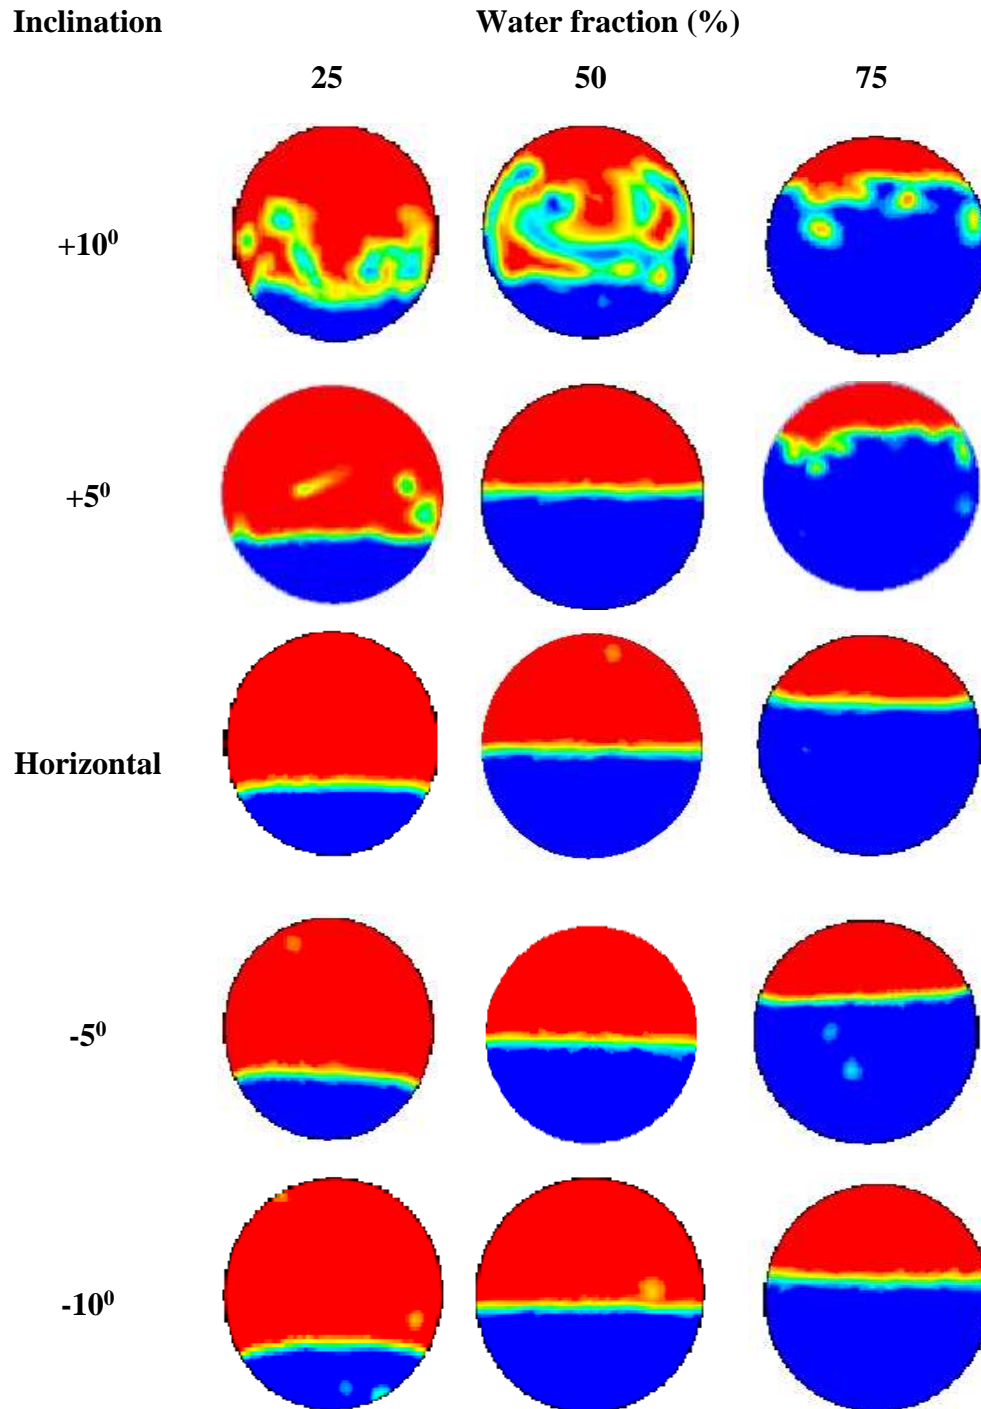 Inclination Water fraction (%)
25 50 75
+10⁰
+5⁰
Horizontal
-5⁰
-10⁰